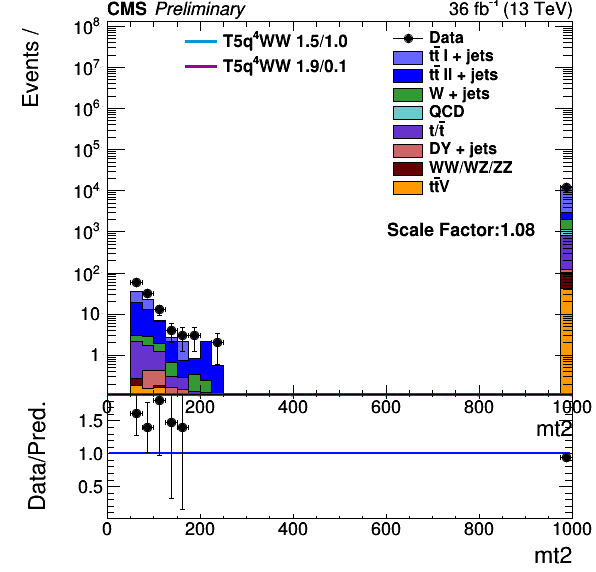 CMS Preliminary 36 fb⁻¹ (13 TeV)
Events /
10⁸
10⁷
10⁶
10⁵
10⁴
10³
10²
10
1
T5q⁴WW 1.5/1.0
T5q⁴WW 1.9/0.1
Data
tt̄ I + jets
tt̄ II + jets
W + jets
QCD
t/t̄
DY + jets
WW/WZ/ZZ
tt̄V
Scale Factor:1.08
0 200 400 600 800 1000
mt2
Data/Pred.
1.5
1.0
0.5
0 200 400 600 800 1000
mt2